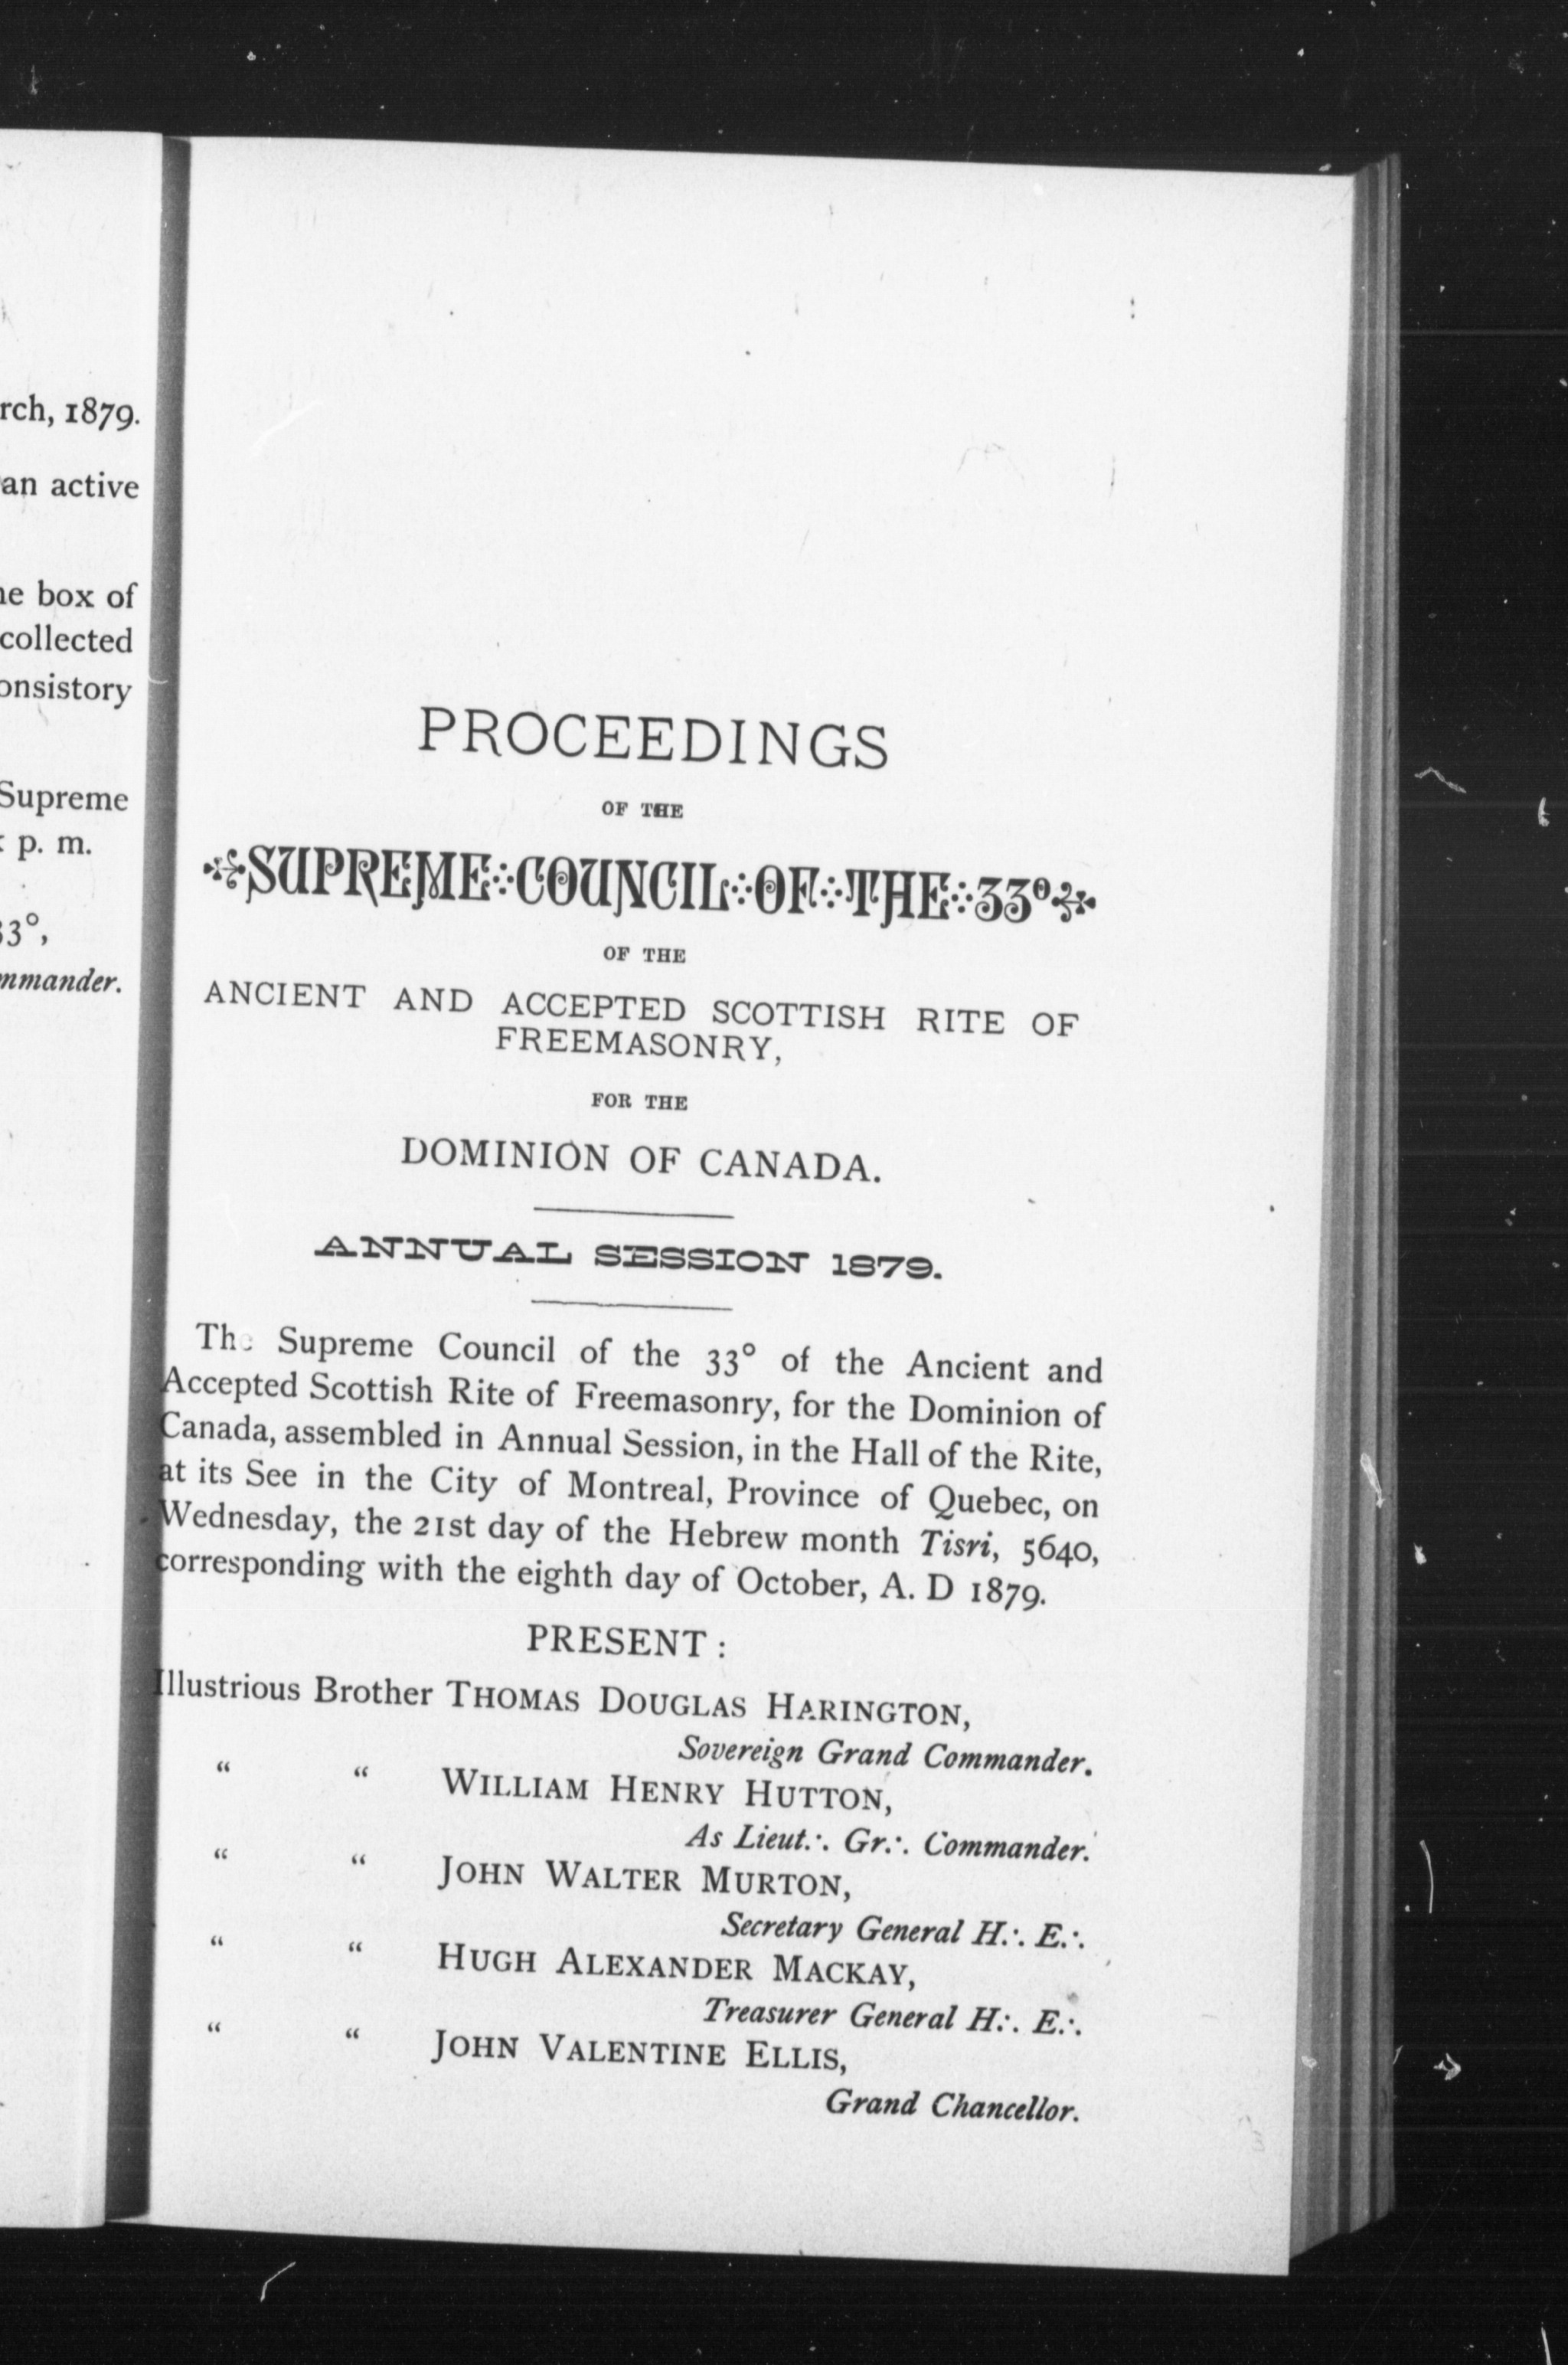 rch, 1879.
an active
box of
collected
onsistory
Supreme
p. m.
33°,
mmander.
PROCEEDINGS
OF THE
SUPREME COUNCIL OF THE 33°
OF THE
ANCIENT AND ACCEPTED SCOTTISH RITE OF
FREEMASONRY,
FOR THE
DOMINION OF CANADA.
ANNUAL SESSION 1879.
The Supreme Council of the 33° of the Ancient and
Accepted Scottish Rite of Freemasonry, for the Dominion of
Canada, assembled in Annual Session, in the Hall of the Rite,
at its See in the City of Montreal, Province of Quebec, on
Wednesday, the 21st day of the Hebrew month Tisri, 5640,
corresponding with the eighth day of October, A. D 1879.
PRESENT:
Illustrious Brother THOMAS DOUGLAS HARINGTON,
Sovereign Grand Commander.
“ “ WILLIAM HENRY HUTTON,
As Lieut.·. Gr.·. Commander.
“ “ JOHN WALTER MURTON,
Secretary General H.·. E.·.
“ “ HUGH ALEXANDER MACKAY,
Treasurer General H.·. E.·.
“ “ JOHN VALENTINE ELLIS,
Grand Chancellor.